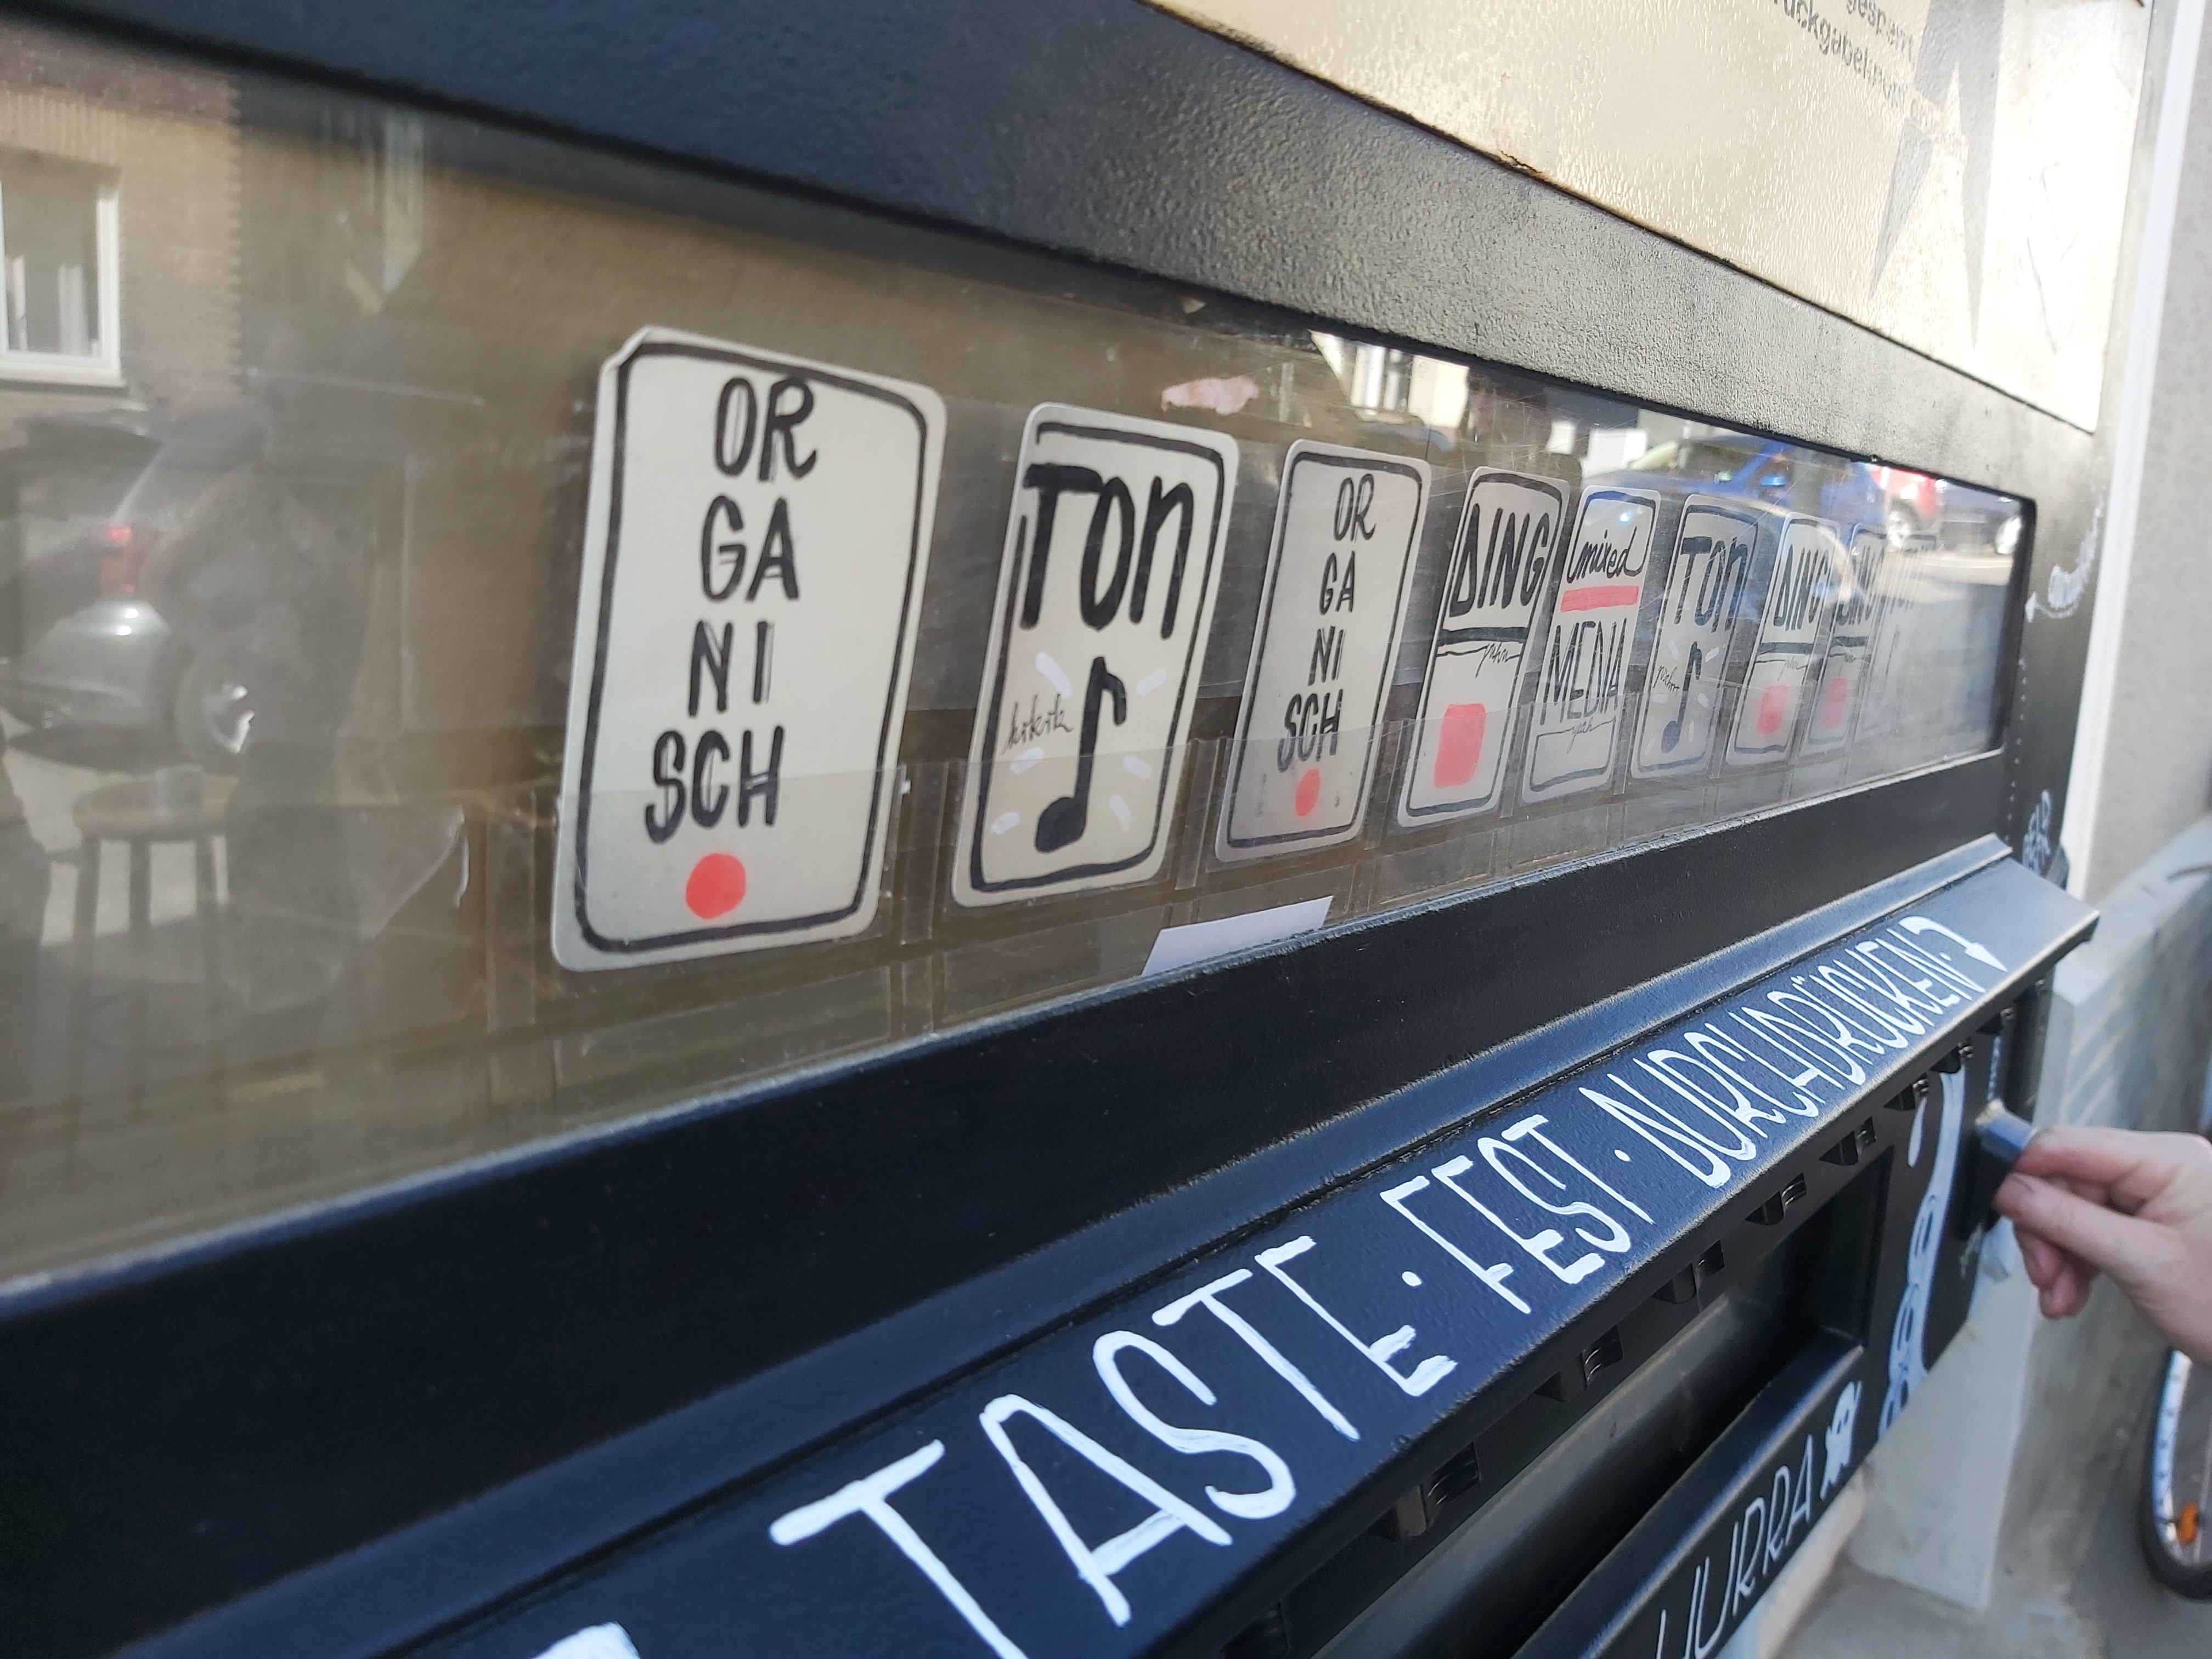 OR
GA
NI
SCH
TON
OR
GA
NI
SCH
DING
mixed
MEDIA
TON
DING
TASTE · FEST · DURCHDRÜCKEN ·
HURRA